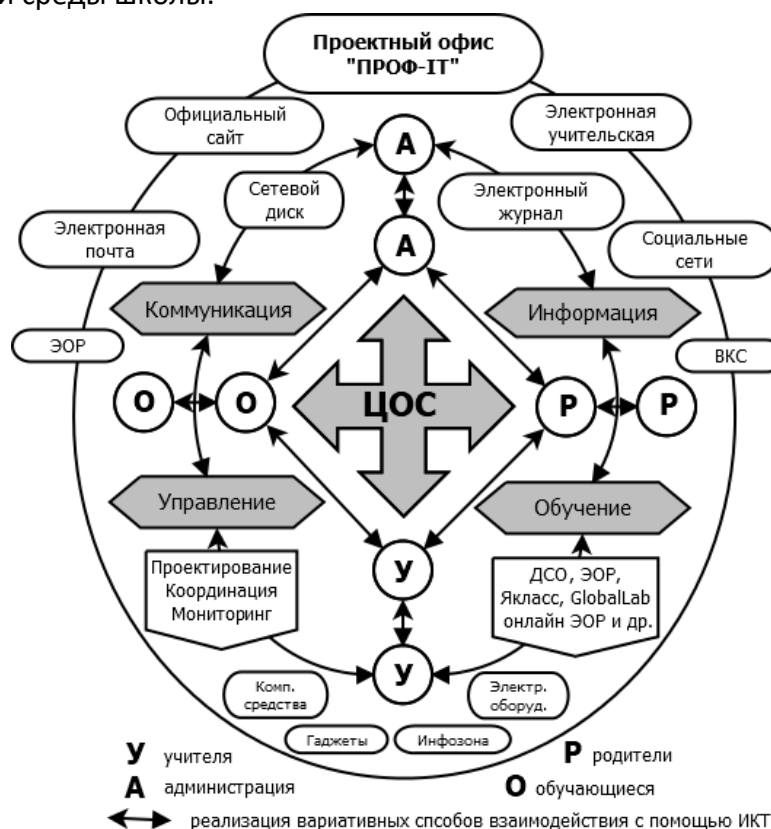 и среды школы.
Проектный офис
"ПРОФ-IT"
Официальный
сайт
Электронная
учительская
А
Сетевой
диск
Электронный
журнал
Электронная
почта
А
Социальные
сети
Коммуникация
Информация
ЭОР
ВКС
О
О
ЦОС
Р
Р
Управление
Обучение
Проектирование
Координация
Мониторинг
У
ДСО, ЭОР,
Якласс, GlobalLab
онлайн ЭОР и др.
У
Комп.
средства
Электр.
оборуд.
Гаджеты
Инфозона
У учителя
Р родители
А администрация
О обучающиеся
реализация вариативных спсобов взаимодействия с помощью ИКТ